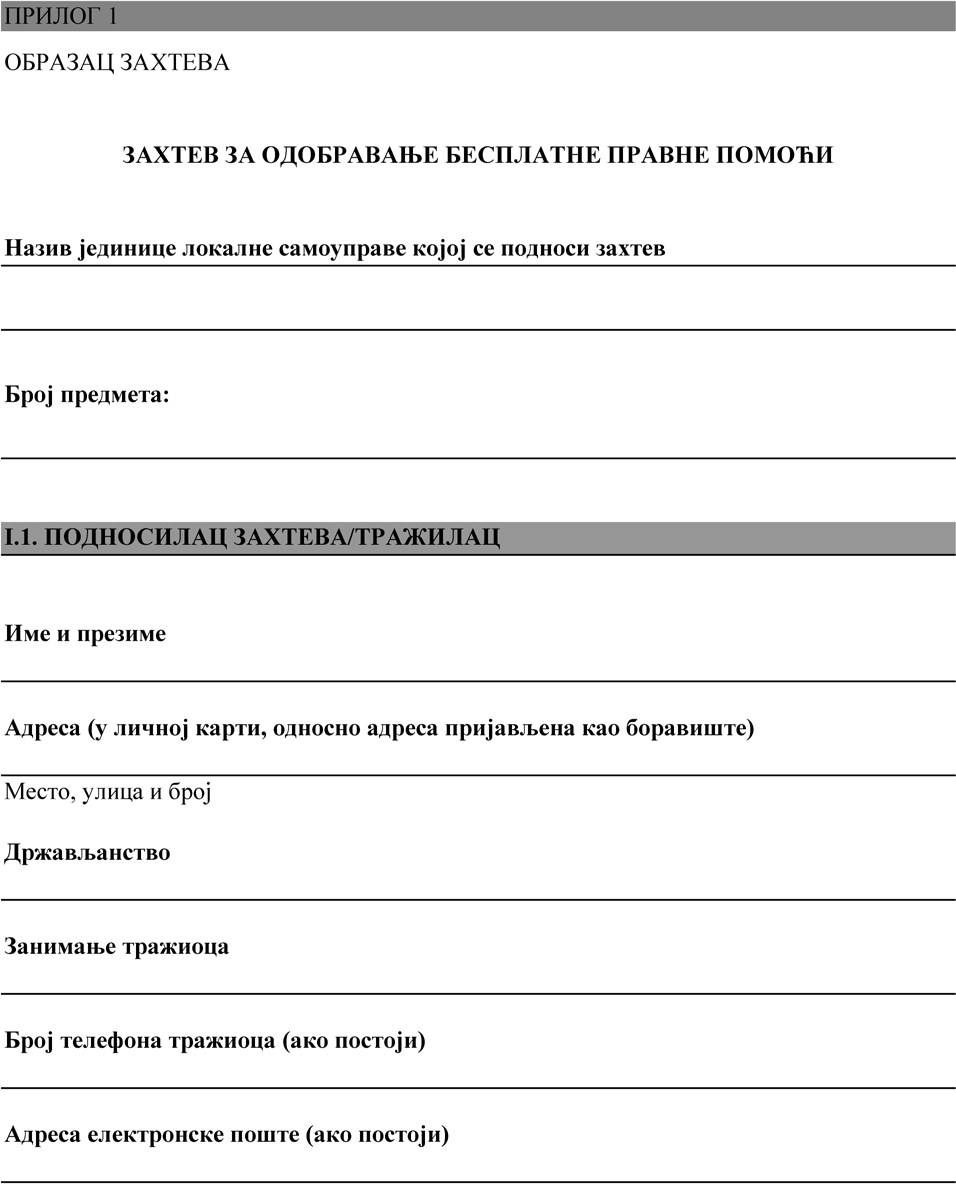 ПРИЛОГ 1
ОБРАЗАЦ ЗАХТЕВА
ЗАХТЕВ ЗА ОДОБРАВАЊЕ БЕСПЛАТНЕ ПРАВНЕ ПОМОЋИ
Назив јединице локалне самоуправе којој се подноси захтев
Број предмета:
I.1. ПОДНОСИЛАЦ ЗАХТЕВА/ТРАЖИЛАЦ
Име и презиме
Адреса (у личној карти, односно адреса пријављена као боравиште)
Место, улица и број
Држављанство
Занимање тражиоца
Број телефона тражиоца (ако постоји)
Адреса електронске поште (ако постоји)